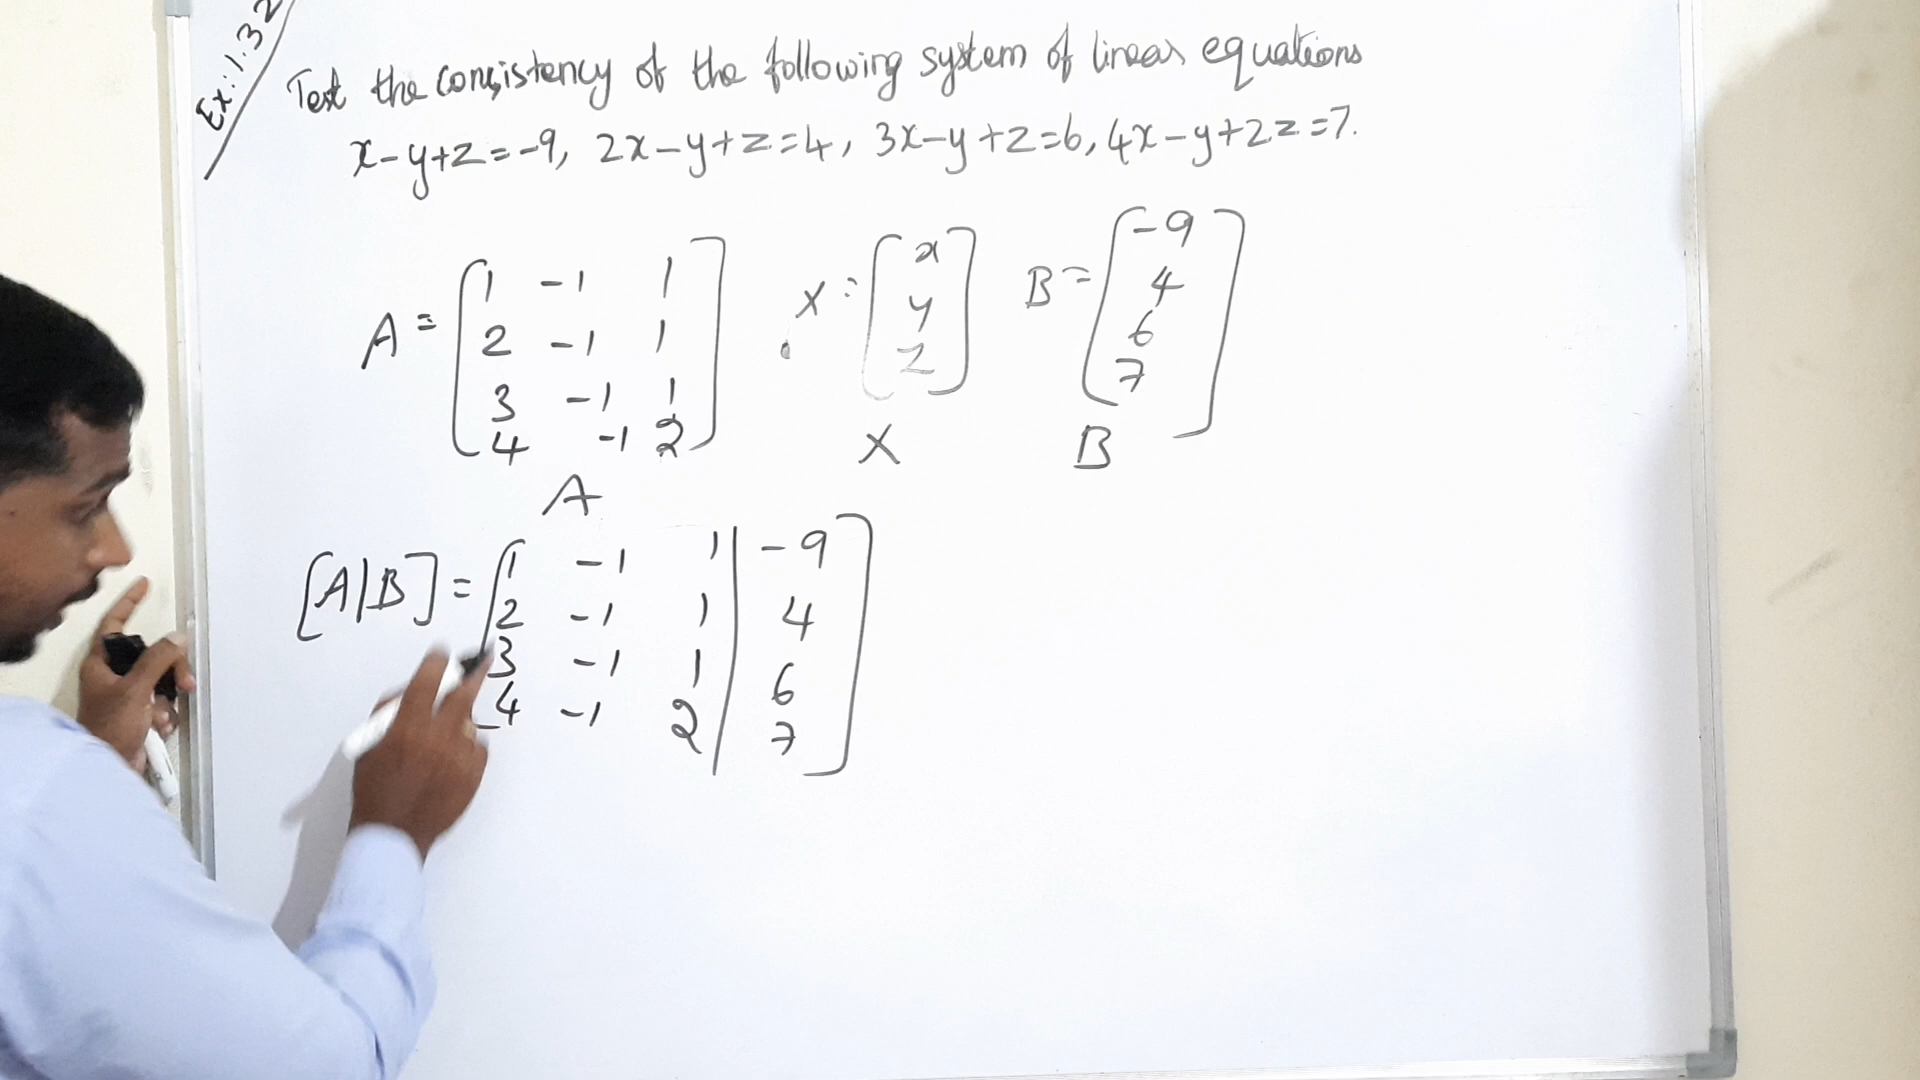 Ex: 1.32
Test the consistency of the following system of linear equations
x-y+z=-9, 2x-y+z=4, 3x-y+z=6, 4x-y+2z=7.
A = [1 -1 1 X = [x B = [-9
2 -1 1 y 4
3 -1 1 z] 6
4 -1 2] 7]
A X B
[A|B] = [1 -1 1 | -9
2 -1 1 | 4
3 -1 1 | 6
4 -1 2 | 7]